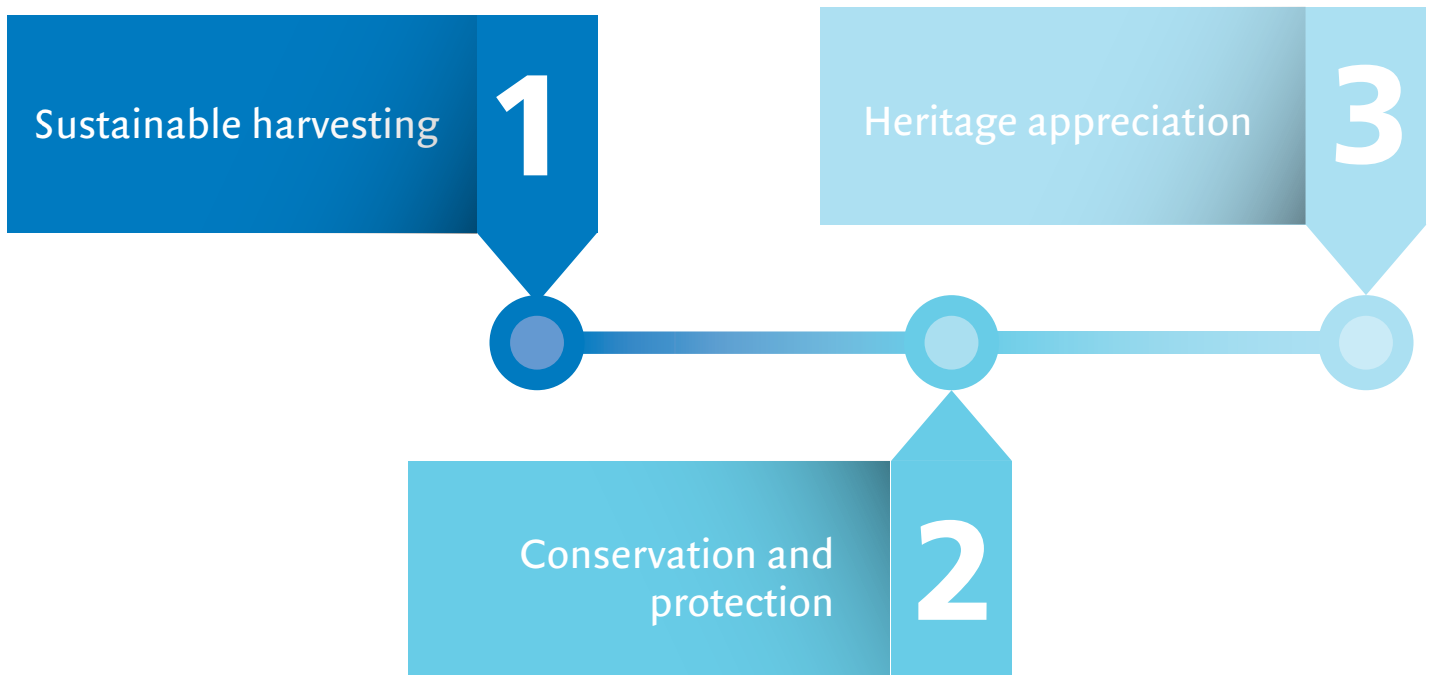 Sustainable harvesting
1
Conservation and
protection
2
Heritage appreciation
3